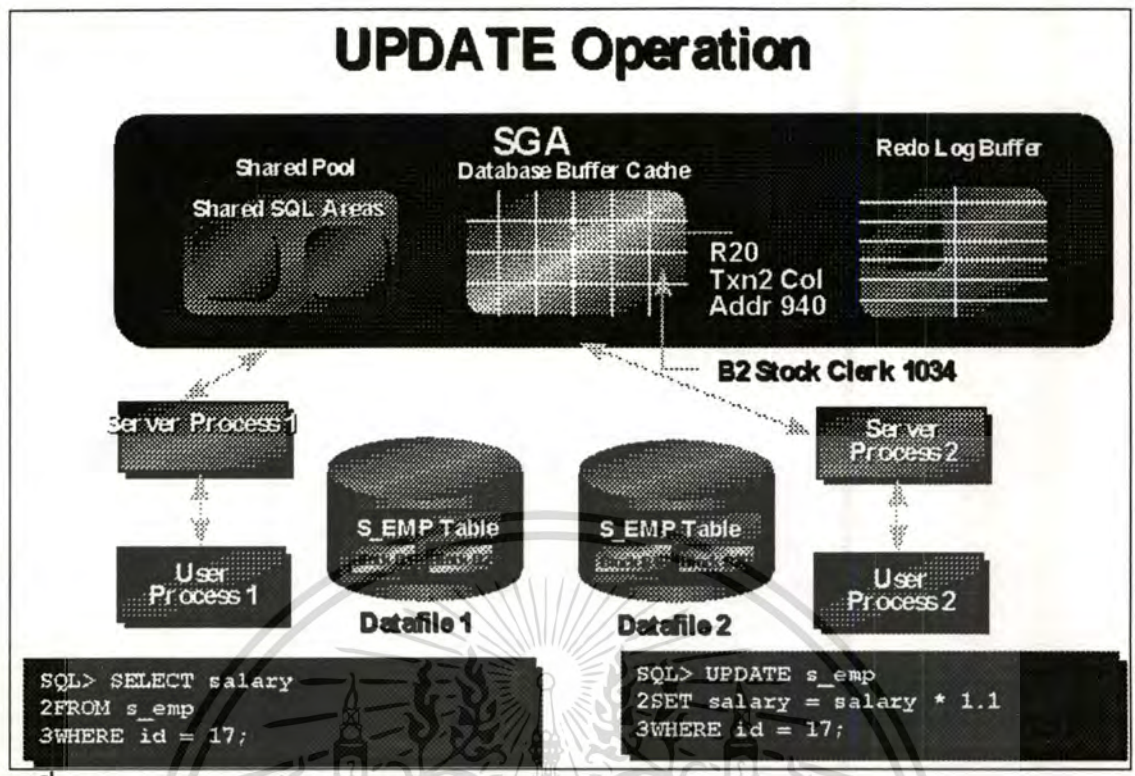 UPDATE Operation
SGA
Shared Pool
Database Buffer Cache
Redo Log Buffer
Shared SQL Areas
R20
Txn2 Col
Addr 940
B2 Stock Clerk 1034
Server Process 1
Server
Process 2
S_EMP Table
S_EMP Table
User
Process 1
User
Process 2
Datafile 1
Datafile 2
SQL> SELECT salary
2FROM s_emp
3WHERE id = 17;
SQL> UPDATE s_emp
2SET salary = salary * 1.1
3WHERE id = 17;